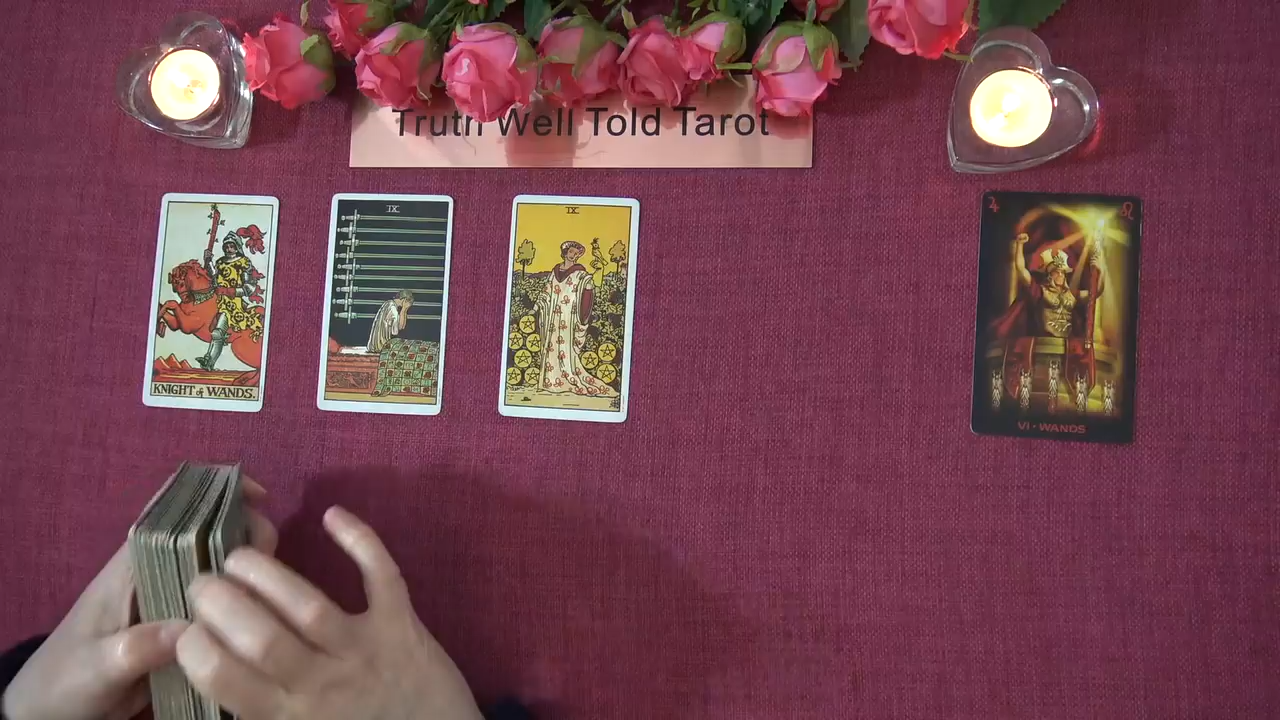 Truth Well Told Tarot
IX
IX
KNIGHT of WANDS.
VI · WANDS